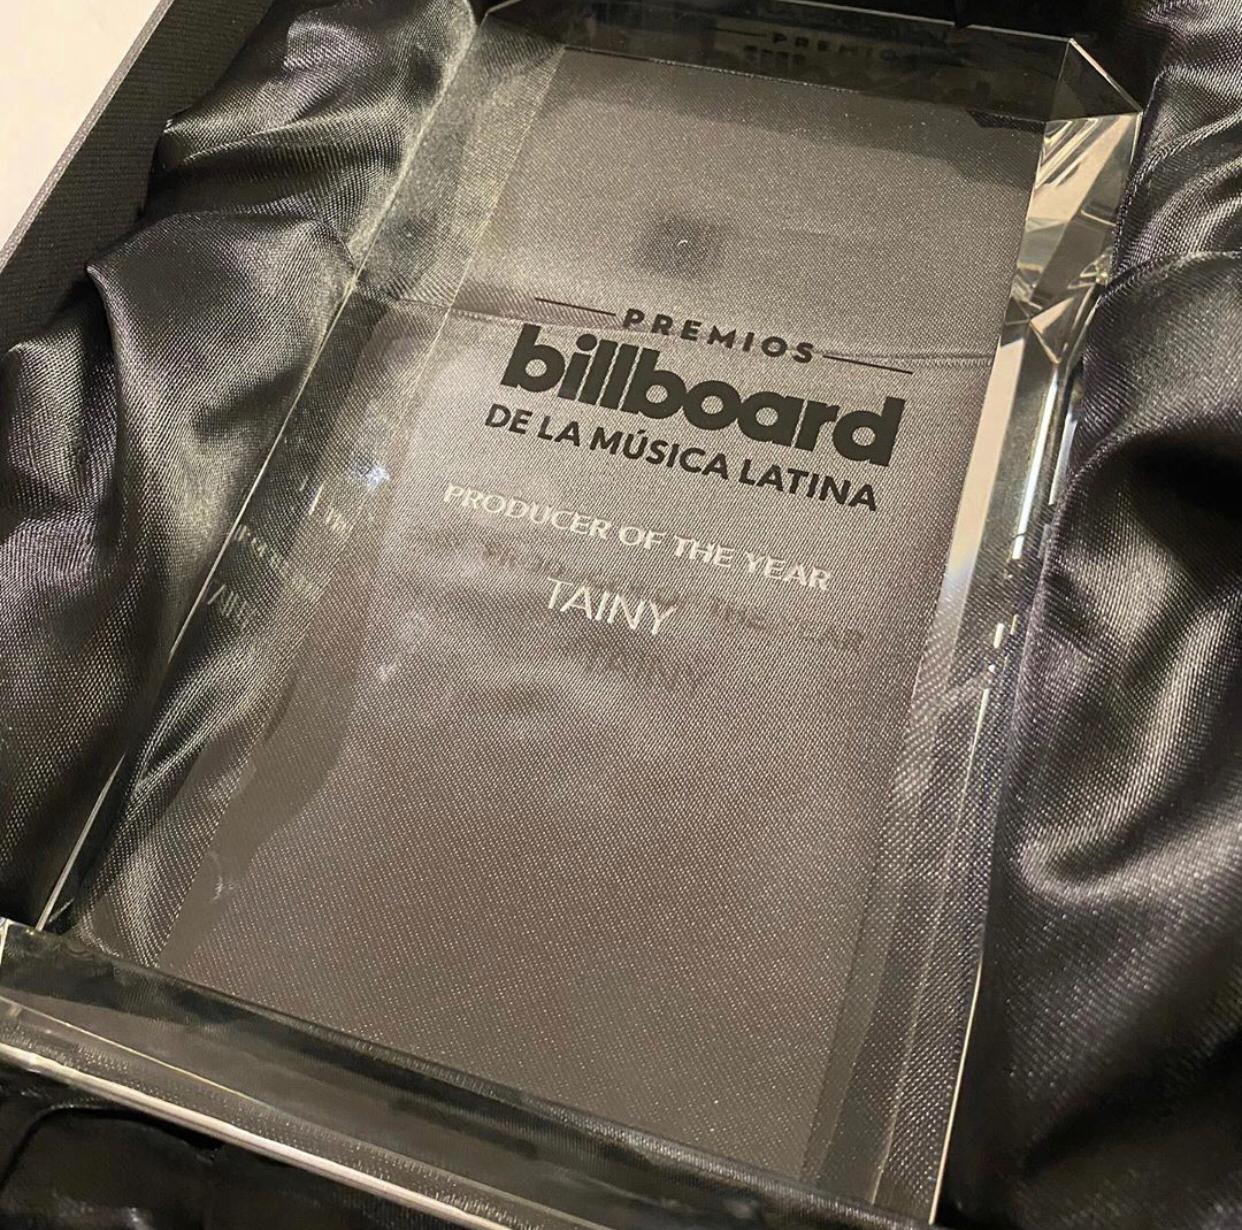 PREMIOS
billboard
DE LA MÚSICA LATINA
PRODUCER OF THE YEAR
TAINY